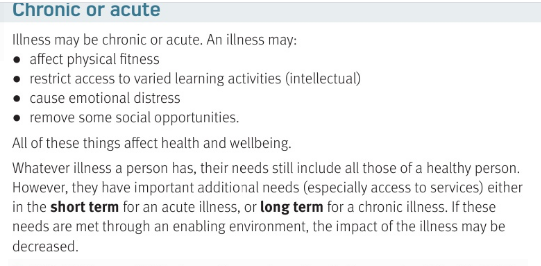 Chronic or acute
Illness may be chronic or acute. An illness may:
● affect physical fitness
● restrict access to varied learning activities (intellectual)
● cause emotional distress
● remove some social opportunities.
All of these things affect health and wellbeing.
Whatever illness a person has, their needs still include all those of a healthy person.
However, they have important additional needs (especially access to services) either
in the short term for an acute illness, or long term for a chronic illness. If these
needs are met through an enabling environment, the impact of the illness may be
decreased.